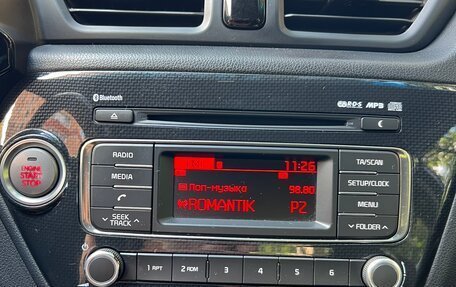 Bluetooth
RDS MP3
ENGINE
START
STOP
RADIO
MEDIA
SEEK
TRACK
11:26
Поп-музыка 98.80
ROMANTIK P2
TA/SCAN
SETUP/CLOCK
MENU
FOLDER
1 RPT 2 RDM 3 4 5 6